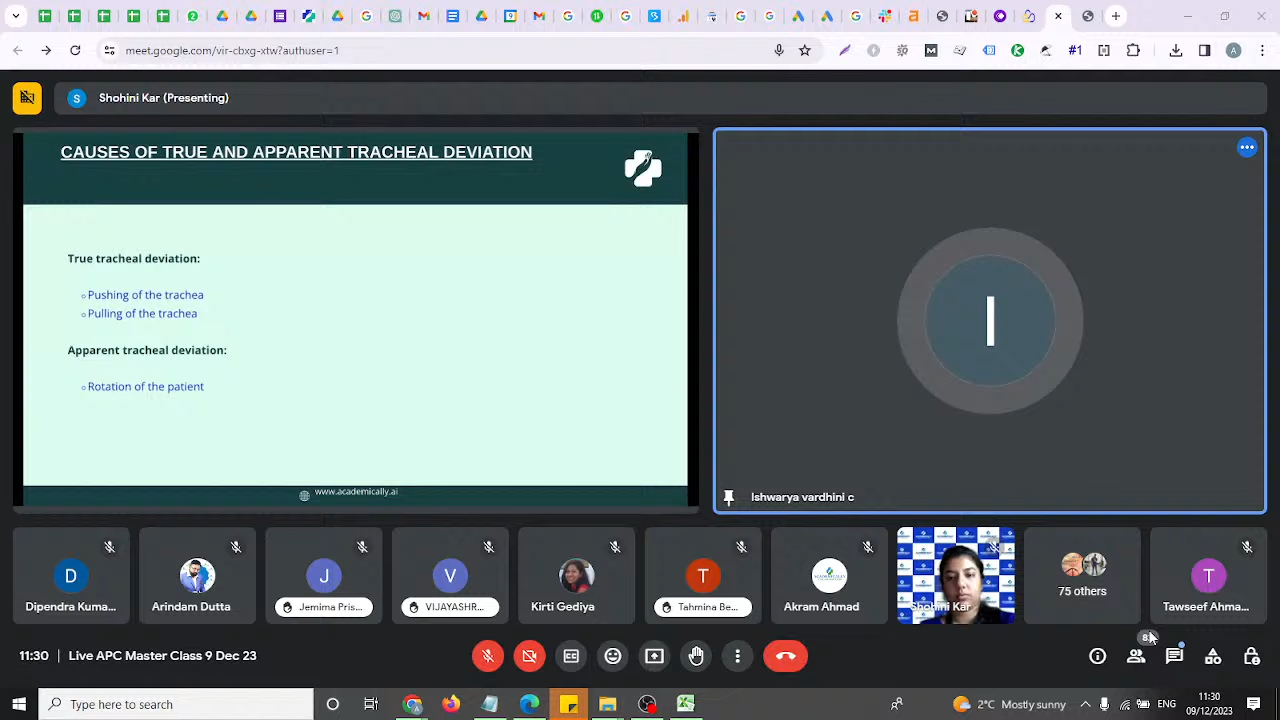 meet.google.com/vir-cbxg-xtw?authuser=1
#1
A
S
Shohini Kar (Presenting)
CAUSES OF TRUE AND APPARENT TRACHEAL DEVIATION
True tracheal deviation:
Pushing of the trachea
Pulling of the trachea
Apparent tracheal deviation:
Rotation of the patient
www.academically.ai
I
Ishwarya vardhini c
D
J
V
T
T
Dipendra Kuma...
Arindam Dutta
Jemima Pris...
VIJAYASHR...
Kirti Gediya
Tahmina Be...
Akram Ahmad
Shohini Kar
75 others
Tawseef Ahma...
11:30 | Live APC Master Class 9 Dec 23
Type here to search
2°C Mostly sunny
ENG
11:30
09/12/2023